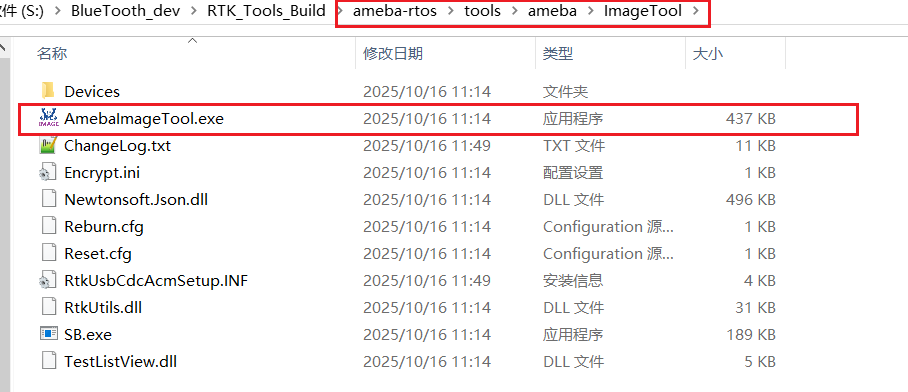 件 (S:) › BlueTooth_dev › RTK_Tools_Build › ameba-rtos › tools › ameba › ImageTool ›
名称 修改日期 类型 大小
Devices 2025/10/16 11:14 文件夹
AmebaImageTool.exe 2025/10/16 11:14 应用程序 437 KB
ChangeLog.txt 2025/10/16 11:49 TXT 文件 11 KB
Encrypt.ini 2025/10/16 11:14 配置设置 1 KB
Newtonsoft.Json.dll 2025/10/16 11:14 DLL 文件 496 KB
Reburn.cfg 2025/10/16 11:14 Configuration 源... 1 KB
Reset.cfg 2025/10/16 11:14 Configuration 源... 1 KB
RtkUsbCdcAcmSetup.INF 2025/10/16 11:49 安装信息 4 KB
RtkUtils.dll 2025/10/16 11:14 DLL 文件 31 KB
SB.exe 2025/10/16 11:14 应用程序 189 KB
TestListView.dll 2025/10/16 11:14 DLL 文件 5 KB